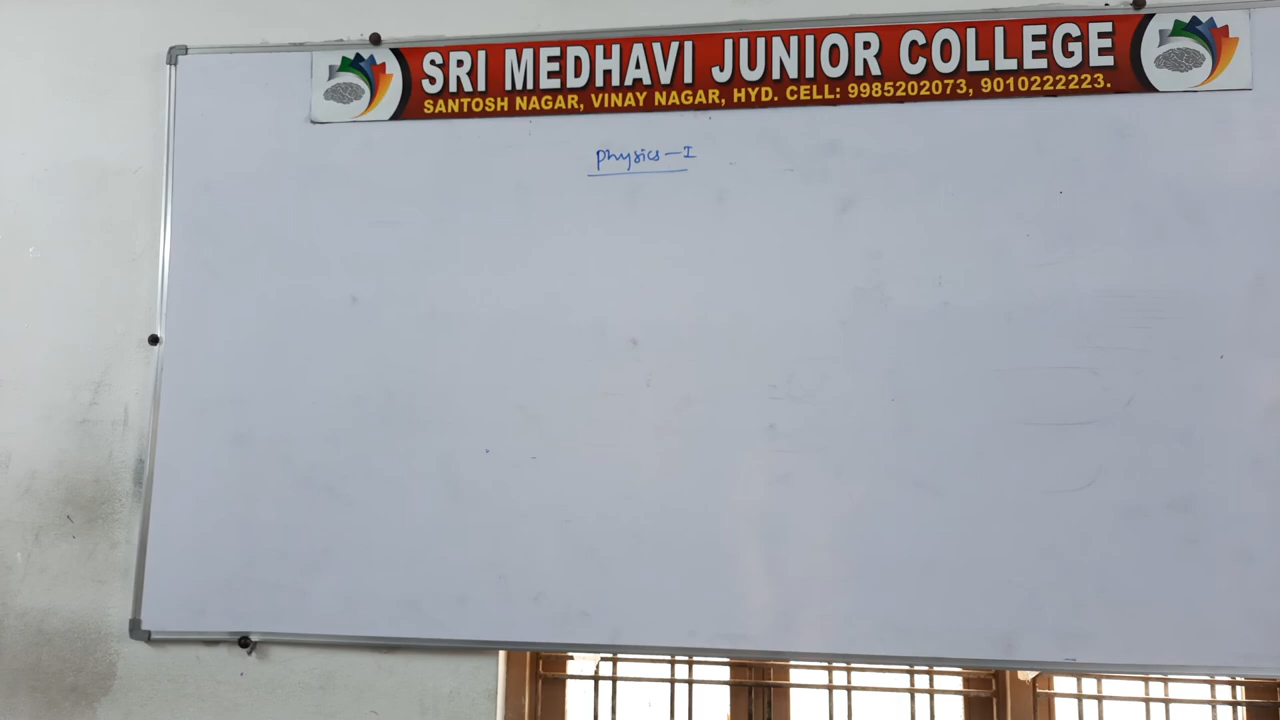 SRI MEDHAVI JUNIOR COLLEGE
SANTOSH NAGAR, VINAY NAGAR, HYD. CELL: 9985202073, 9010222223.
Physics-I